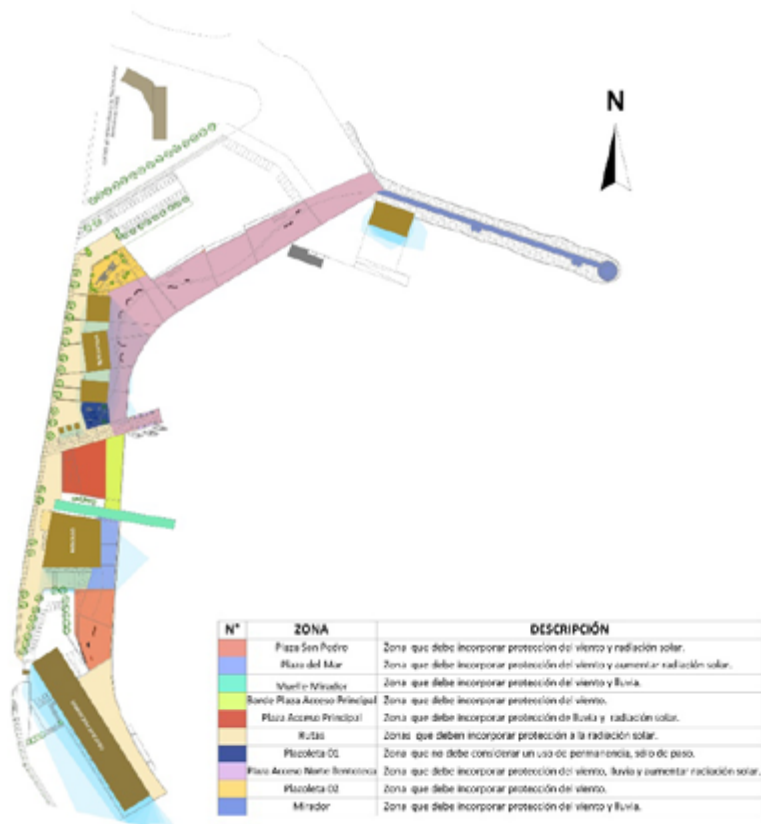 N
N° ZONA DESCRIPCIÓN
Plaza San Pedro Zona que debe incorporar protección del viento y radiación solar.
Plaza del Mar Zona que debe incorporar protección del viento y aumentar radiación solar.
Muelle Mirador Zona que debe incorporar protección del viento y lluvia.
Borde Plaza Acceso Principal Zona que debe incorporar protección del viento.
Plaza Acceso Principal Zona que debe incorporar protección de lluvia y radiación solar.
Rutas Zonas que deben incorporar protección a la radiación solar.
Plazoleta 01 Zona que no debe considerar un uso de permanencia, sólo de paso.
Plaza Acceso Norte Zona que debe incorporar protección del viento, lluvia y aumentar radiación solar.
Plazoleta 02 Zona que debe incorporar protección del viento.
Mirador Zona que debe incorporar protección del viento y lluvia.